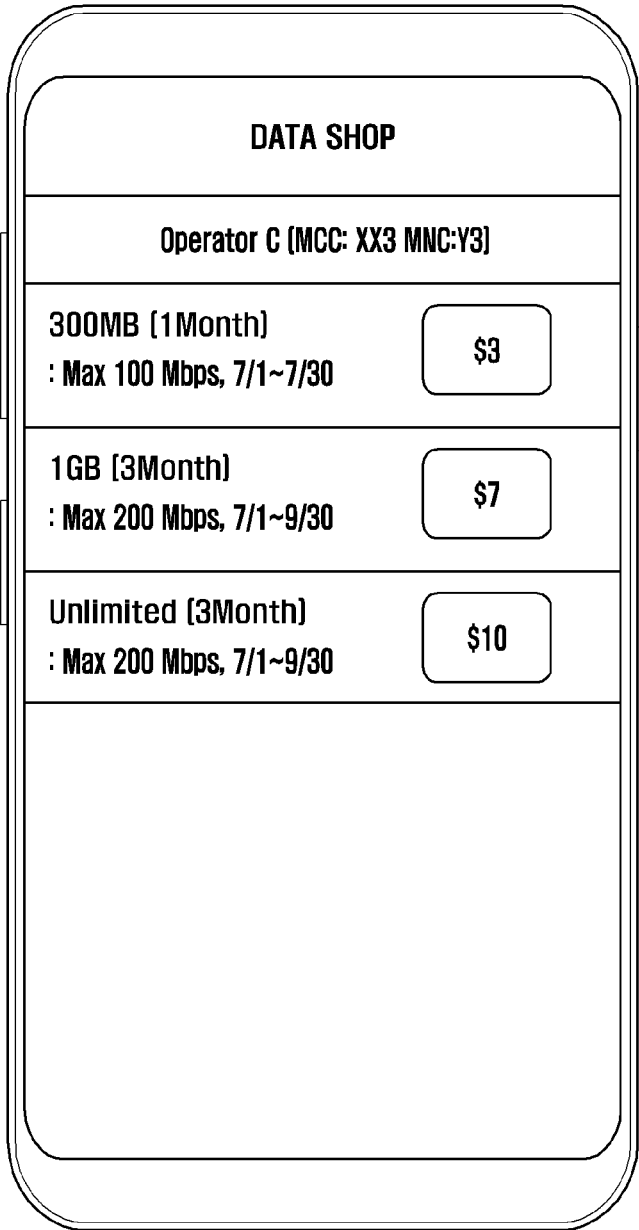 DATA SHOP
Operator C (MCC: XX3 MNC:Y3)
300MB (1Month)
: Max 100 Mbps, 7/1~7/30
$3
1GB (3Month)
: Max 200 Mbps, 7/1~9/30
$7
Unlimited (3Month)
: Max 200 Mbps, 7/1~9/30
$10